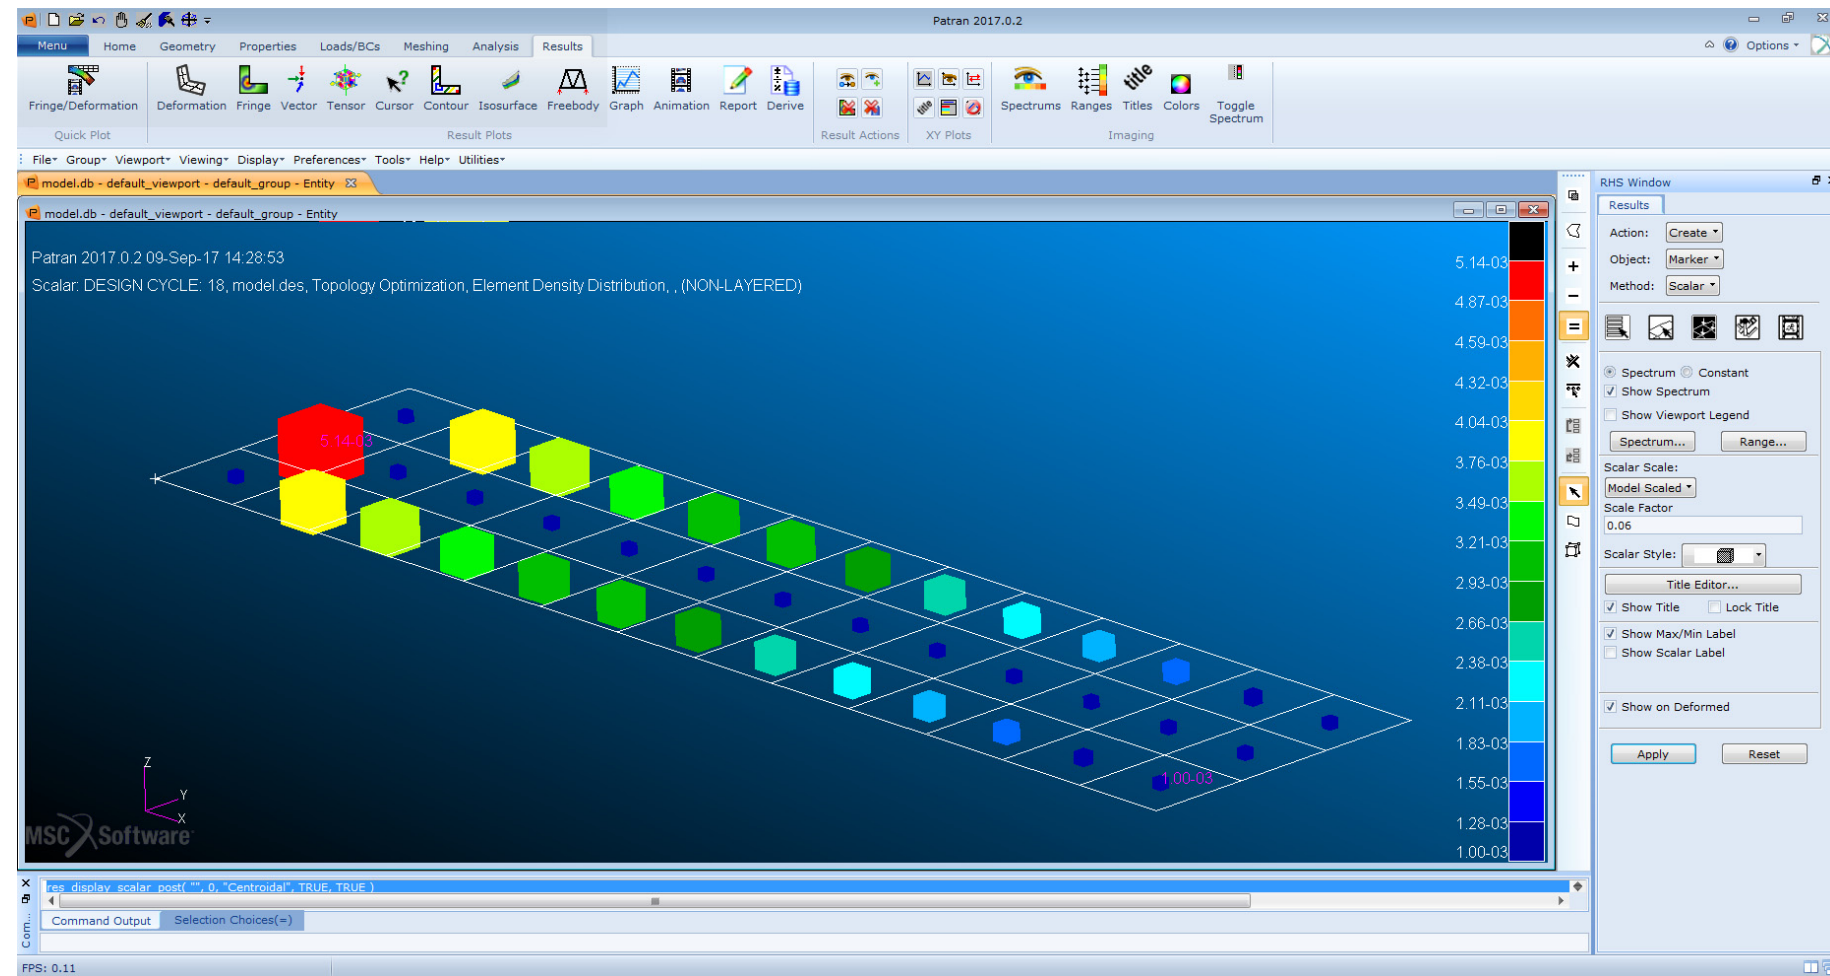 Patran 2017.0.2
Menu Home Geometry Properties Loads/BCs Meshing Analysis Results
Options
Fringe/Deformation Deformation Fringe Vector Tensor Cursor Contour Isosurface Freebody Graph Animation Report Derive
Spectrums Ranges Titles Colors Toggle Spectrum
Quick Plot Result Plots Result Actions XY Plots Imaging
File Group Viewport Viewing Display Preferences Tools Help Utilities
model.db - default_viewport - default_group - Entity
model.db - default_viewport - default_group - Entity
Patran 2017.0.2 09-Sep-17 14:28:53
Scalar: DESIGN CYCLE: 18, model.des, Topology Optimization, Element Density Distribution, , (NON-LAYERED)
5.14-03
4.87-03
4.59-03
4.32-03
4.04-03
3.76-03
3.49-03
3.21-03
2.93-03
2.66-03
2.38-03
2.11-03
1.83-03
1.55-03
1.28-03
1.00-03
5.14-03
1.00-03
Z
Y
X
MSC Software
RHS Window
Results
Action: Create
Object: Marker
Method: Scalar
Spectrum Constant
Show Spectrum
Show Viewport Legend
Spectrum... Range...
Scalar Scale:
Model Scaled
Scale Factor
0.06
Scalar Style:
Title Editor...
Show Title Lock Title
Show Max/Min Label
Show Scalar Label
Show on Deformed
Apply Reset
res_display_scalar_post( "", 0, "Centroidal", TRUE, TRUE )
Com...
Command Output Selection Choices(=)
FPS: 0.11